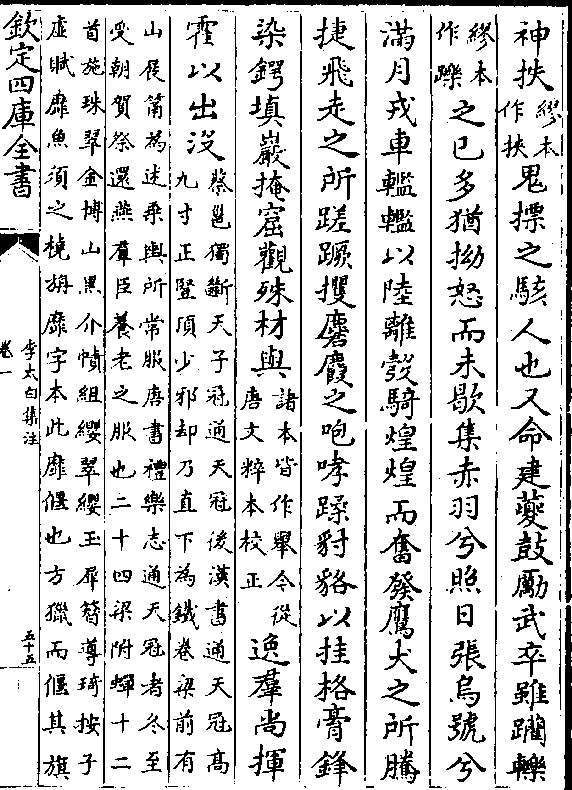 神抶繆本作抉鬼摽之駭人也又命建夔鼓勵武卒雖躪轢
繆本作躒之已多猶拗怒而未歇集赤羽兮照日張烏號兮
滿月戎車轞轞以陸離彀騎煌煌而奮發鷹犬之所騰
捷飛走之所蹉蹶攫麏麚之咆哮蹂豺貉以挂格膏鋒
染鍔填巖掩窟觀殊材與諸本皆作舉今從唐文粹本校正逸羣尚揮
霍以出沒
蔡邕獨斷天子冠通天冠後漢書通天冠髙
九寸正豎頂少邪却乃直下為鐵卷梁前有
山展筩為述乘輿所常服唐書禮樂志通天冠者冬至
受朝賀祭還燕羣臣養老之服也二十四梁附蟬十二
首施珠翠金博山黑介幘組纓翠緌玉犀簪導琦按子
虛賦靡魚須之橈旃靡字本此靡偃也方獵而偃其旗
欽定四庫全書
李太白集注
卷一
五十五